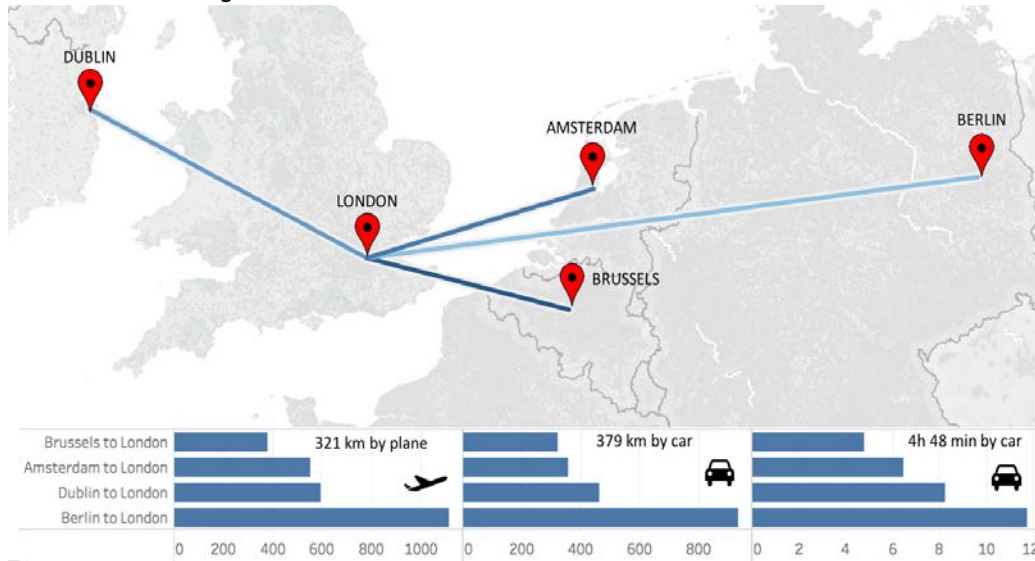 DUBLIN
AMSTERDAM
BERLIN
LONDON
BRUSSELS
Brussels to London
321 km by plane
379 km by car
4h 48 min by car
Amsterdam to London
Dublin to London
Berlin to London
0 200 400 600 800 1000 0 200 400 600 800 0 2 4 6 8 10 12